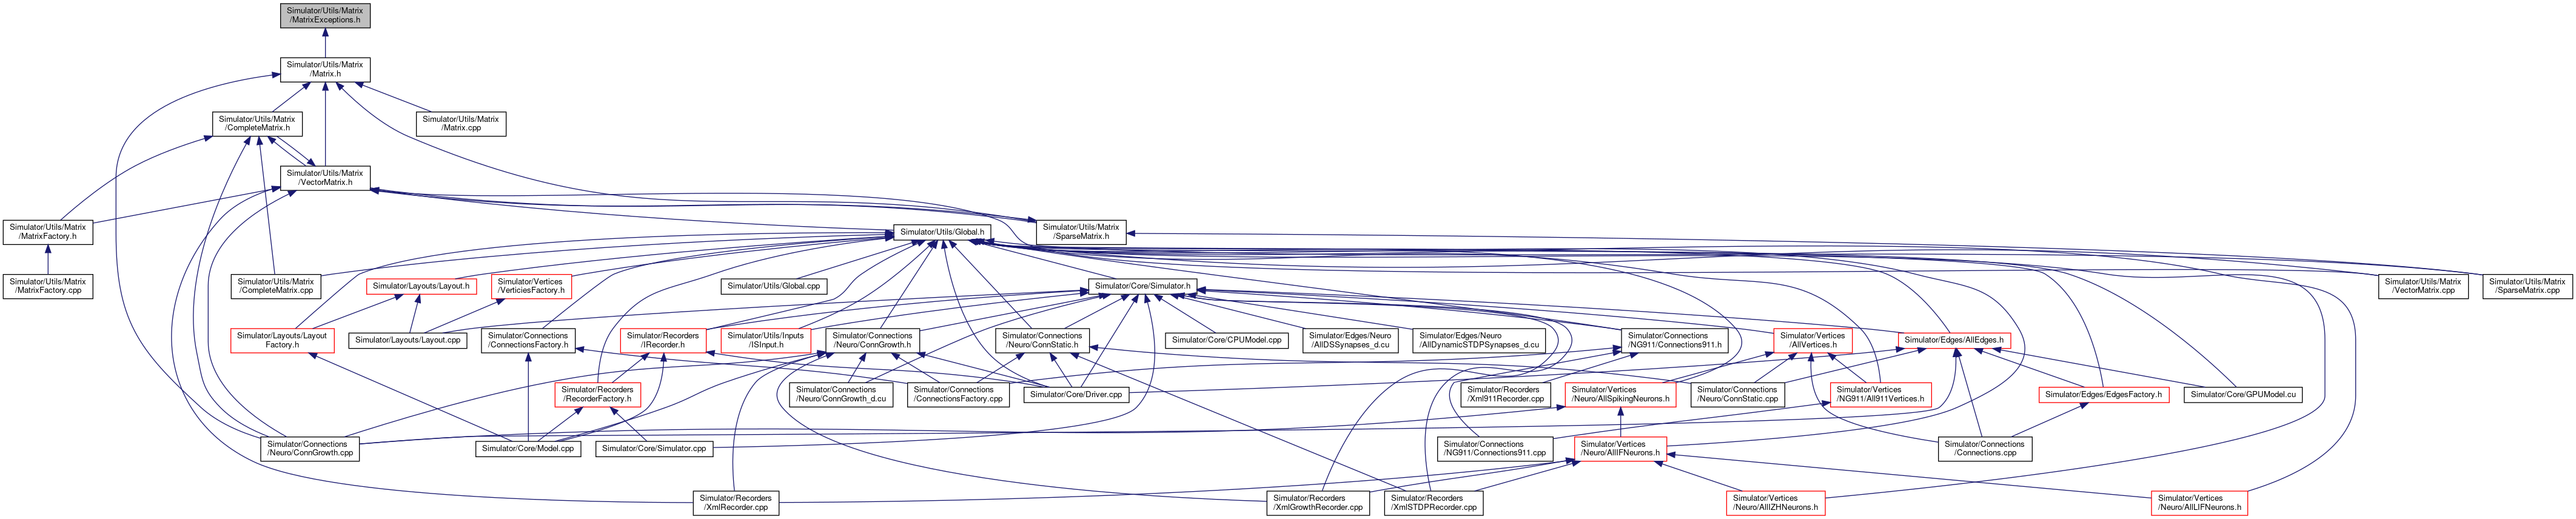 Simulator/Utils/Matrix
/MatrixExceptions.h
Simulator/Utils/Matrix
/Matrix.h
Simulator/Utils/Matrix
/CompleteMatrix.h
Simulator/Utils/Matrix
/Matrix.cpp
Simulator/Utils/Matrix
/VectorMatrix.h
Simulator/Utils/Matrix
/MatrixFactory.h
Simulator/Utils/Global.h
Simulator/Utils/Matrix
/SparseMatrix.h
Simulator/Utils/Matrix
/MatrixFactory.cpp
Simulator/Utils/Matrix
/CompleteMatrix.cpp
Simulator/Layouts/Layout.h
Simulator/Vertices
/VerticiesFactory.h
Simulator/Utils/Global.cpp
Simulator/Core/Simulator.h
Simulator/Utils/Matrix
/VectorMatrix.cpp
Simulator/Utils/Matrix
/SparseMatrix.cpp
Simulator/Layouts/Layout
Factory.h
Simulator/Layouts/Layout.cpp
Simulator/Connections
/ConnectionsFactory.h
Simulator/Recorders
/IRecorder.h
Simulator/Utils/Inputs
/ISInput.h
Simulator/Connections
/Neuro/ConnGrowth.h
Simulator/Connections
/Neuro/ConnStatic.h
Simulator/Core/CPUModel.cpp
Simulator/Edges/Neuro
/AllDSSynapses_d.cu
Simulator/Edges/Neuro
/AllDynamicSTDPSynapses_d.cu
Simulator/Connections
/NG911/Connections911.h
Simulator/Vertices
/AllVertices.h
Simulator/Edges/AllEdges.h
Simulator/Recorders
/RecorderFactory.h
Simulator/Connections
/Neuro/ConnGrowth_d.cu
Simulator/Connections
/ConnectionsFactory.cpp
Simulator/Core/Driver.cpp
Simulator/Recorders
/Xml911Recorder.cpp
Simulator/Vertices
/Neuro/AllSpikingNeurons.h
Simulator/Connections
/Neuro/ConnStatic.cpp
Simulator/Vertices
/NG911/All911Vertices.h
Simulator/Edges/EdgesFactory.h
Simulator/Core/GPUModel.cu
Simulator/Connections
/Neuro/ConnGrowth.cpp
Simulator/Core/Model.cpp
Simulator/Core/Simulator.cpp
Simulator/Connections
/NG911/Connections911.cpp
Simulator/Vertices
/Neuro/AllIFNeurons.h
Simulator/Connections
/Connections.cpp
Simulator/Recorders
/XmlRecorder.cpp
Simulator/Recorders
/XmlGrowthRecorder.cpp
Simulator/Recorders
/XmlSTDPRecorder.cpp
Simulator/Vertices
/Neuro/AllIZHNeurons.h
Simulator/Vertices
/Neuro/AllLIFNeurons.h